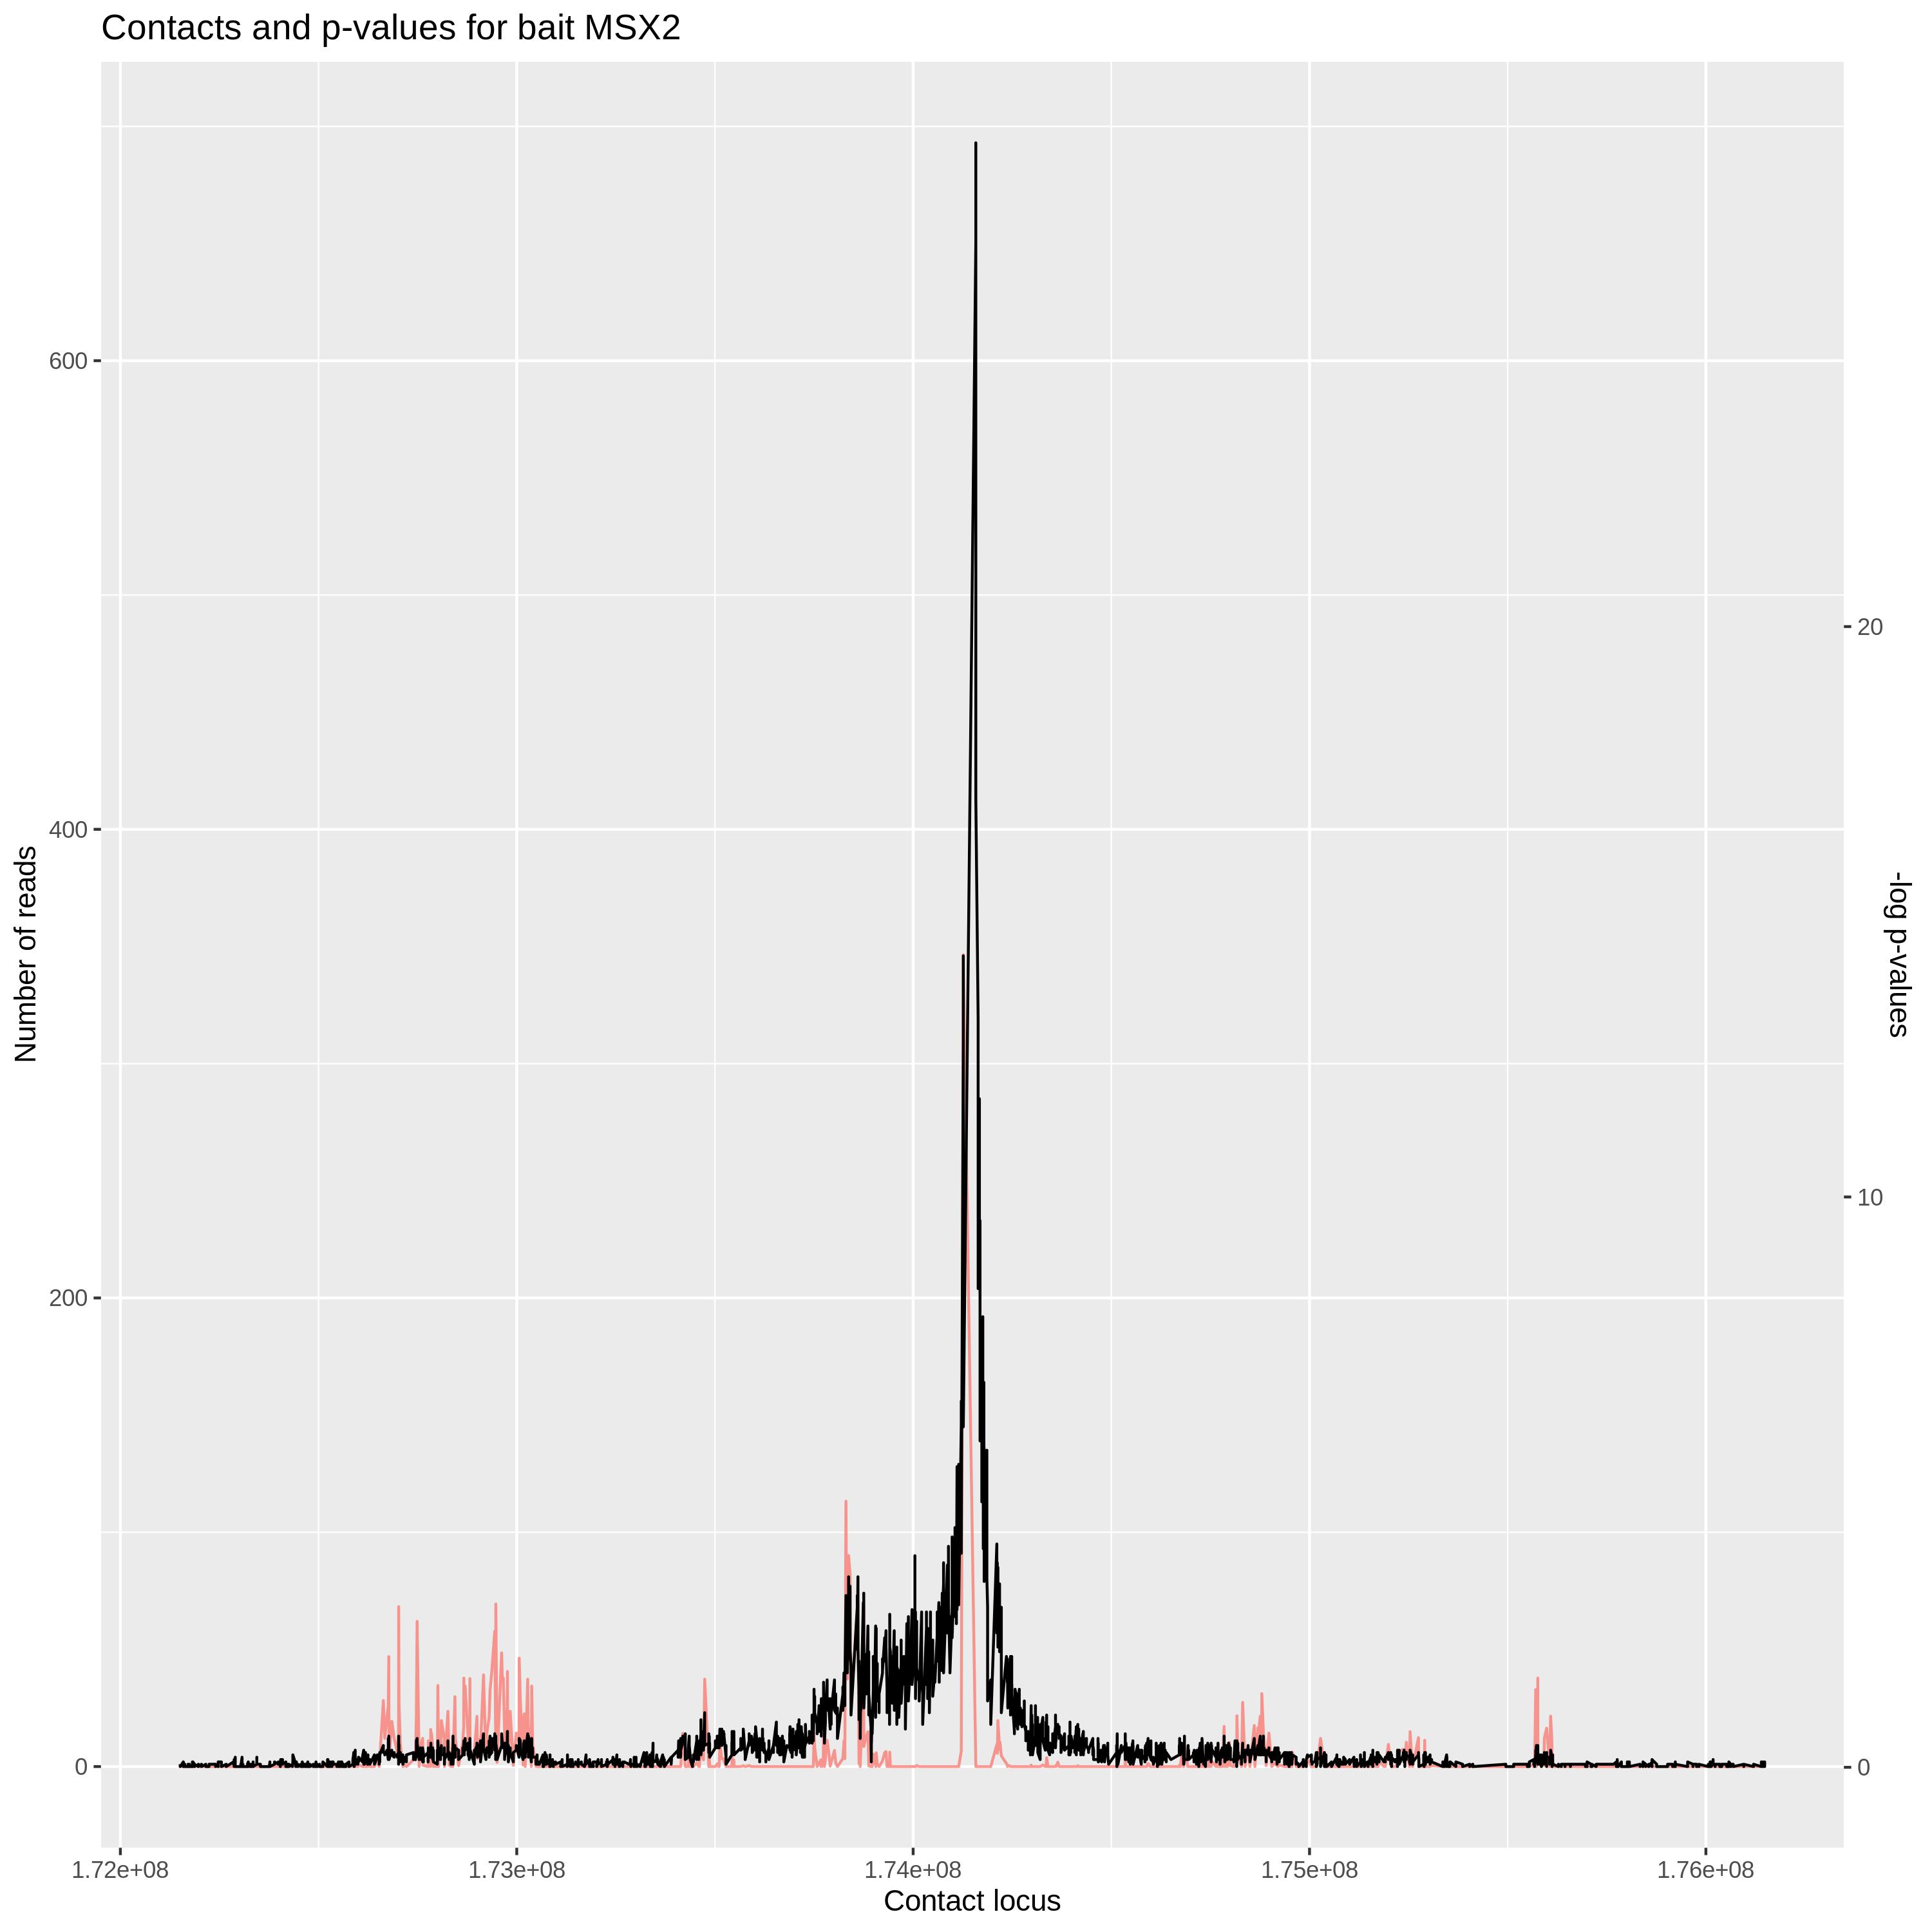 Contacts and p-values for bait MSX2
Number of reads
600
400
200
0
-log p-values
20
10
0
1.72e+08
1.73e+08
1.74e+08
1.75e+08
1.76e+08
Contact locus